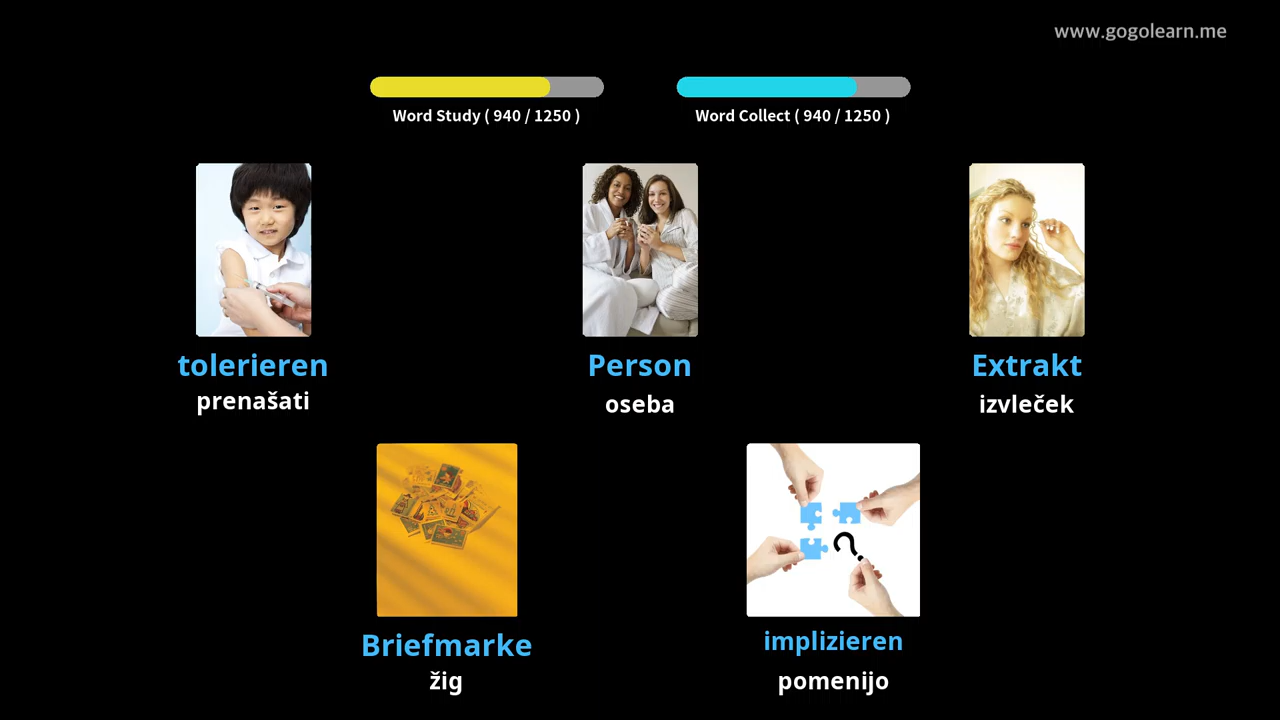 www.gogolearn.me
Word Study ( 940 / 1250 )
Word Collect ( 940 / 1250 )
tolerieren
prenašati
Person
oseba
Extrakt
izvleček
Briefmarke
žig
implizieren
pomenijo